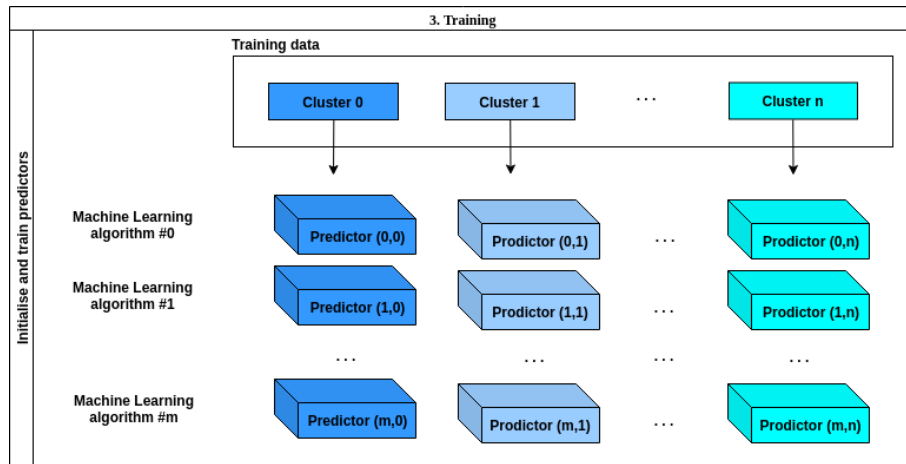 3. Training
Initialise and train predictors
Training data
Cluster 0
Cluster 1
...
Cluster n
Machine Learning
algorithm #0
Predictor (0,0)
Prodictor (0,1)
...
Prodictor (0,n)
Machine Learning
algorithm #1
Predictor (1,0)
Prodictor (1,1)
...
Prodictor (1,n)
...
...
...
...
Machine Learning
algorithm #m
Predictor (m,0)
Prodictor (m,1)
...
Prodictor (m,n)